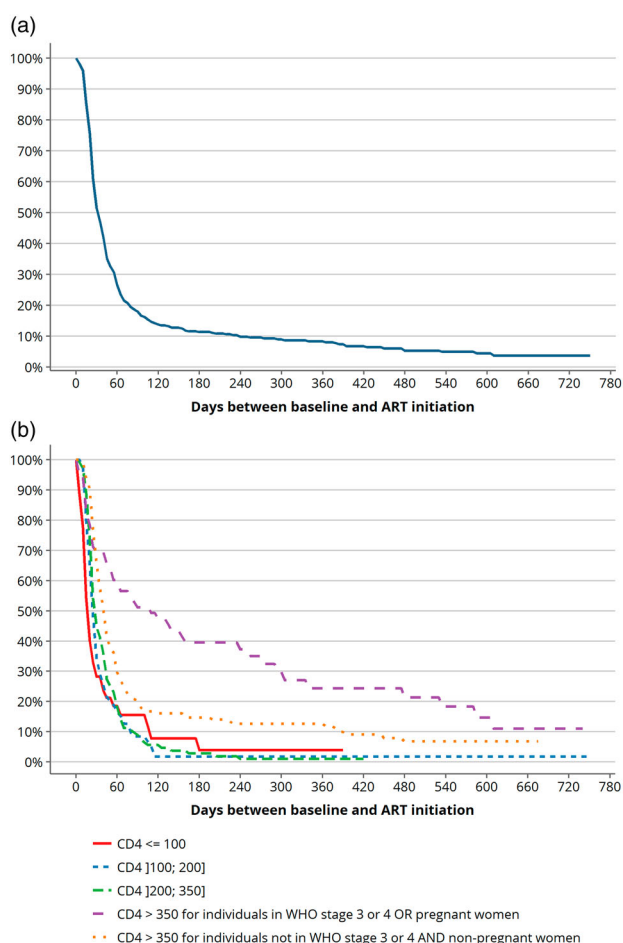 (a)
100%
90%
80%
70%
60%
50%
40%
30%
20%
10%
0%
0 60 120 180 240 300 360 420 480 540 600 660 720 780
Days between baseline and ART initiation
(b)
100%
90%
80%
70%
60%
50%
40%
30%
20%
10%
0%
0 60 120 180 240 300 360 420 480 540 600 660 720 780
Days between baseline and ART initiation
CD4 <= 100
CD4 ]100; 200]
CD4 ]200; 350]
CD4 > 350 for individuals in WHO stage 3 or 4 OR pregnant women
CD4 > 350 for individuals not in WHO stage 3 or 4 AND non-pregnant women